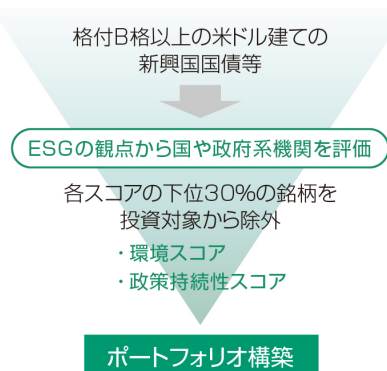 格付B格以上の米ドル建ての
新興国国債等
ESGの観点から国や政府系機関を評価
各スコアの下位30%の銘柄を
投資対象から除外
・環境スコア
・政策持続性スコア
ポートフォリオ構築